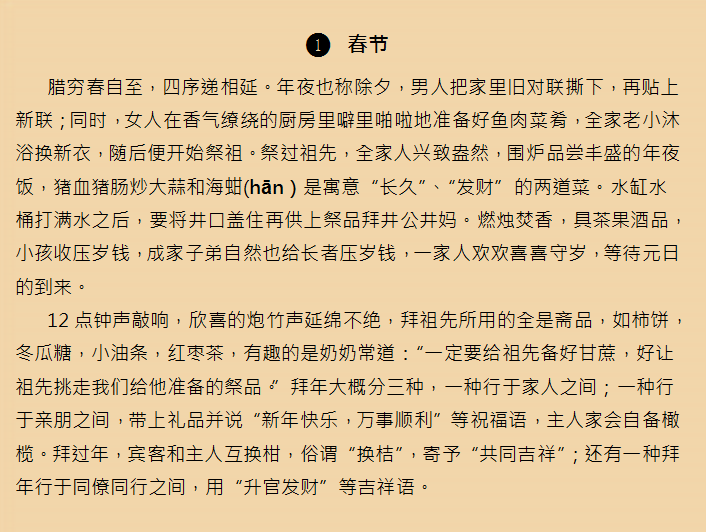 1 春节
腊穷春自至，四序递相延。年夜也称除夕，男人把家里旧对联撕下，再贴上
新联；同时，女人在香气缭绕的厨房里噼里啪啦地准备好鱼肉菜肴，全家老小沐
浴换新衣，随后便开始祭祖。祭过祖先，全家人兴致盎然，围炉品尝丰盛的年夜
饭，猪血猪肠炒大蒜和海蚶(hān）是寓意“长久”、“发财”的两道菜。水缸水
桶打满水之后，要将井口盖住再供上祭品拜井公井妈。燃烛焚香，具茶果酒品，
小孩收压岁钱，成家子弟自然也给长者压岁钱，一家人欢欢喜喜守岁，等待元日
的到来。
12 点钟声敲响，欣喜的炮竹声延绵不绝，拜祖先所用的全是斋品，如柿饼，
冬瓜糖，小油条，红枣茶，有趣的是奶奶常道：“一定要给祖先备好甘蔗，好让
祖先挑走我们给他准备的祭品。”拜年大概分三种，一种行于家人之间；一种行
于亲朋之间，带上礼品并说“新年快乐，万事顺利”等祝福语，主人家会自备橄
榄。拜过年，宾客和主人互换柑，俗谓“换桔”，寄予“共同吉祥”；还有一种拜
年行于同僚同行之间，用“升官发财”等吉祥语。